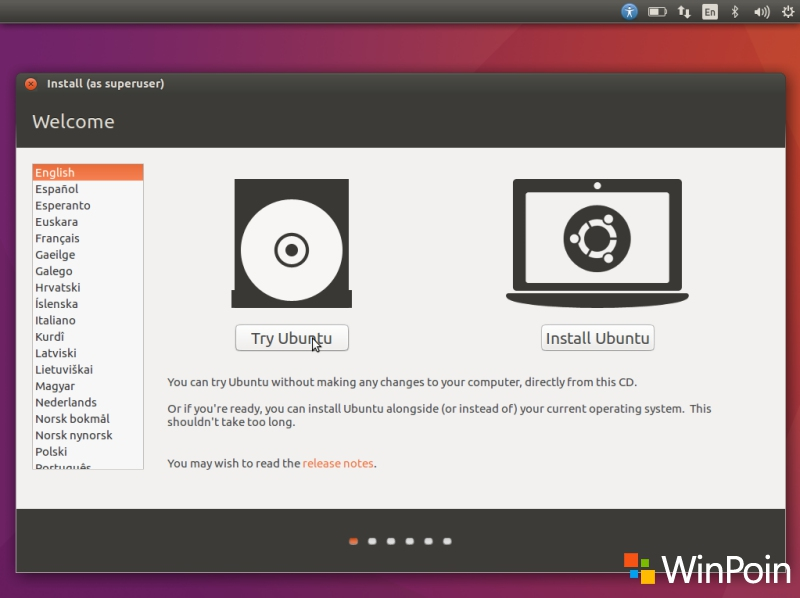 En
Install (as superuser)
Welcome
English
Español
Esperanto
Euskara
Français
Gaeilge
Galego
Hrvatski
Íslenska
Italiano
Kurdî
Latviski
Lietuviškai
Magyar
Nederlands
Norsk bokmål
Norsk nynorsk
Polski
Português
Try Ubuntu
Install Ubuntu
You can try Ubuntu without making any changes to your computer, directly from this CD.
Or if you're ready, you can install Ubuntu alongside (or instead of) your current operating system. This
shouldn't take too long.
You may wish to read the release notes.
WinPoin